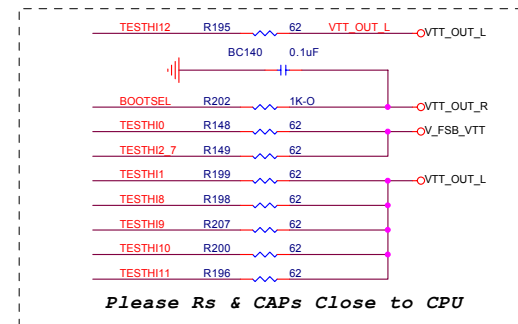 TESTHI12 R195 62 VTT_OUT_L VTT_OUT_L
BC140 0.1uF
BOOTSEL R202 1K-O VTT_OUT_R
TESTHI0 R148 62 V_FSB_VTT
TESTHI2_7 R149 62
TESTHI1 R199 62 VTT_OUT_L
TESTHI8 R198 62
TESTHI9 R207 62
TESTHI10 R200 62
TESTHI11 R196 62
Please Rs & CAPs Close to CPU